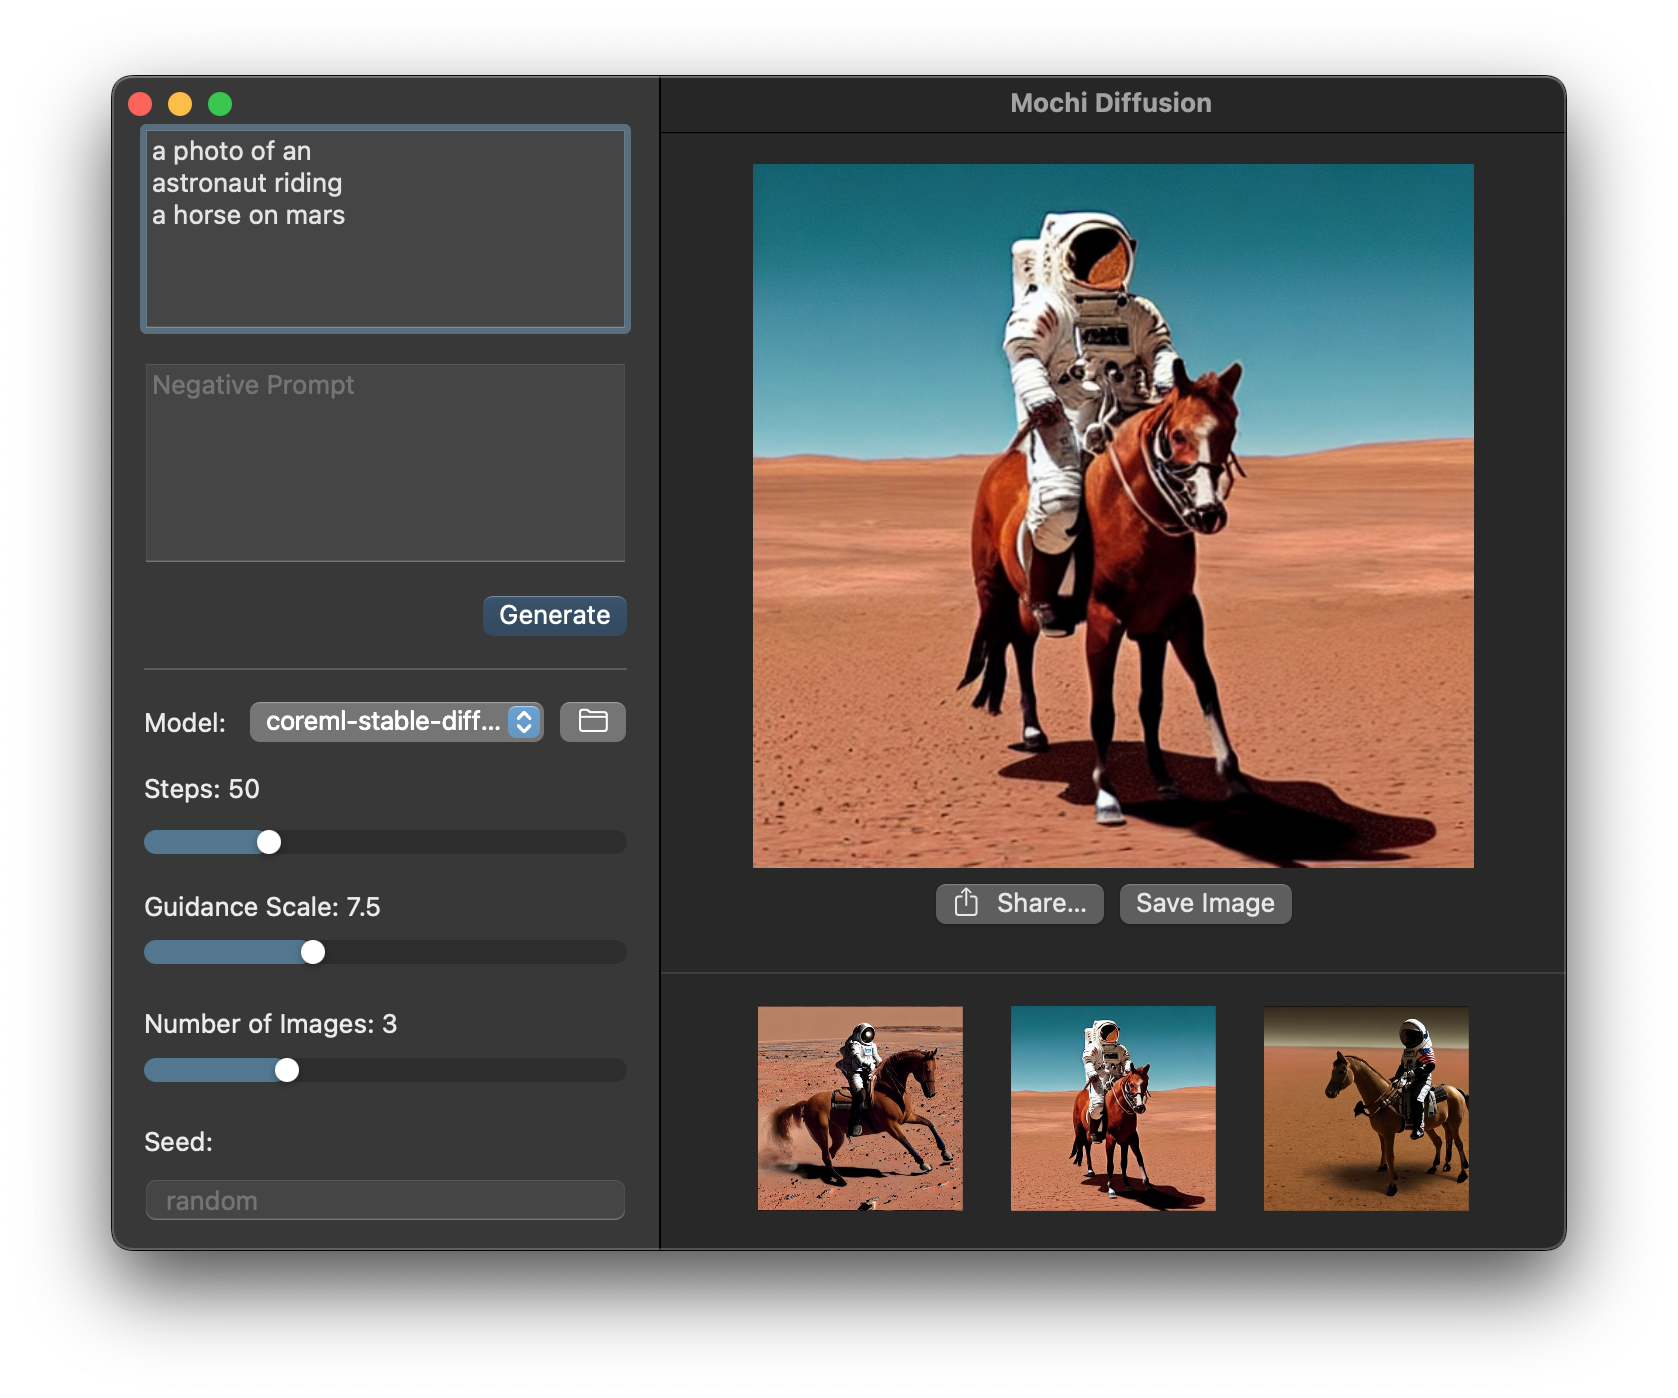 Mochi Diffusion
a photo of an
astronaut riding
a horse on mars
Negative Prompt
Generate
Model: coreml-stable-diff...
Steps: 50
Guidance Scale: 7.5
Number of Images: 3
Seed:
random
Share...
Save Image